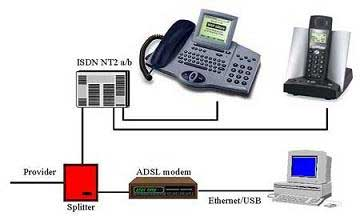 ISDN NT2 a/b
Provider
ADSL modem
Splitter
Ethernet/USB